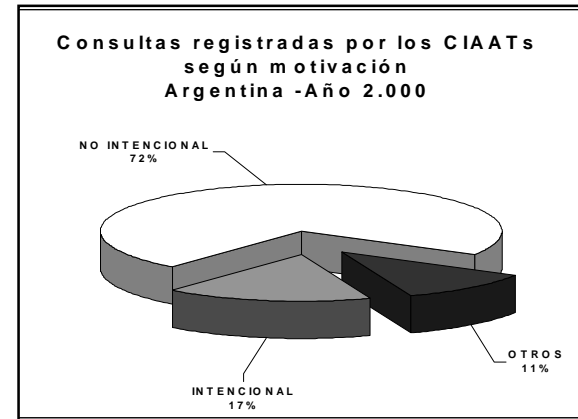 Consultas registradas por los CIAATs
según motivación
Argentina -Año 2.000
NO INTENCIONAL
72%
OTROS
11%
INTENCIONAL
17%